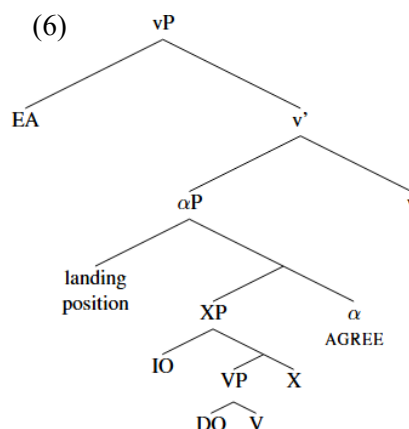 (6)
vP
EA v'
αP
landing
position
XP α
AGREE
IO
VP X
DO V